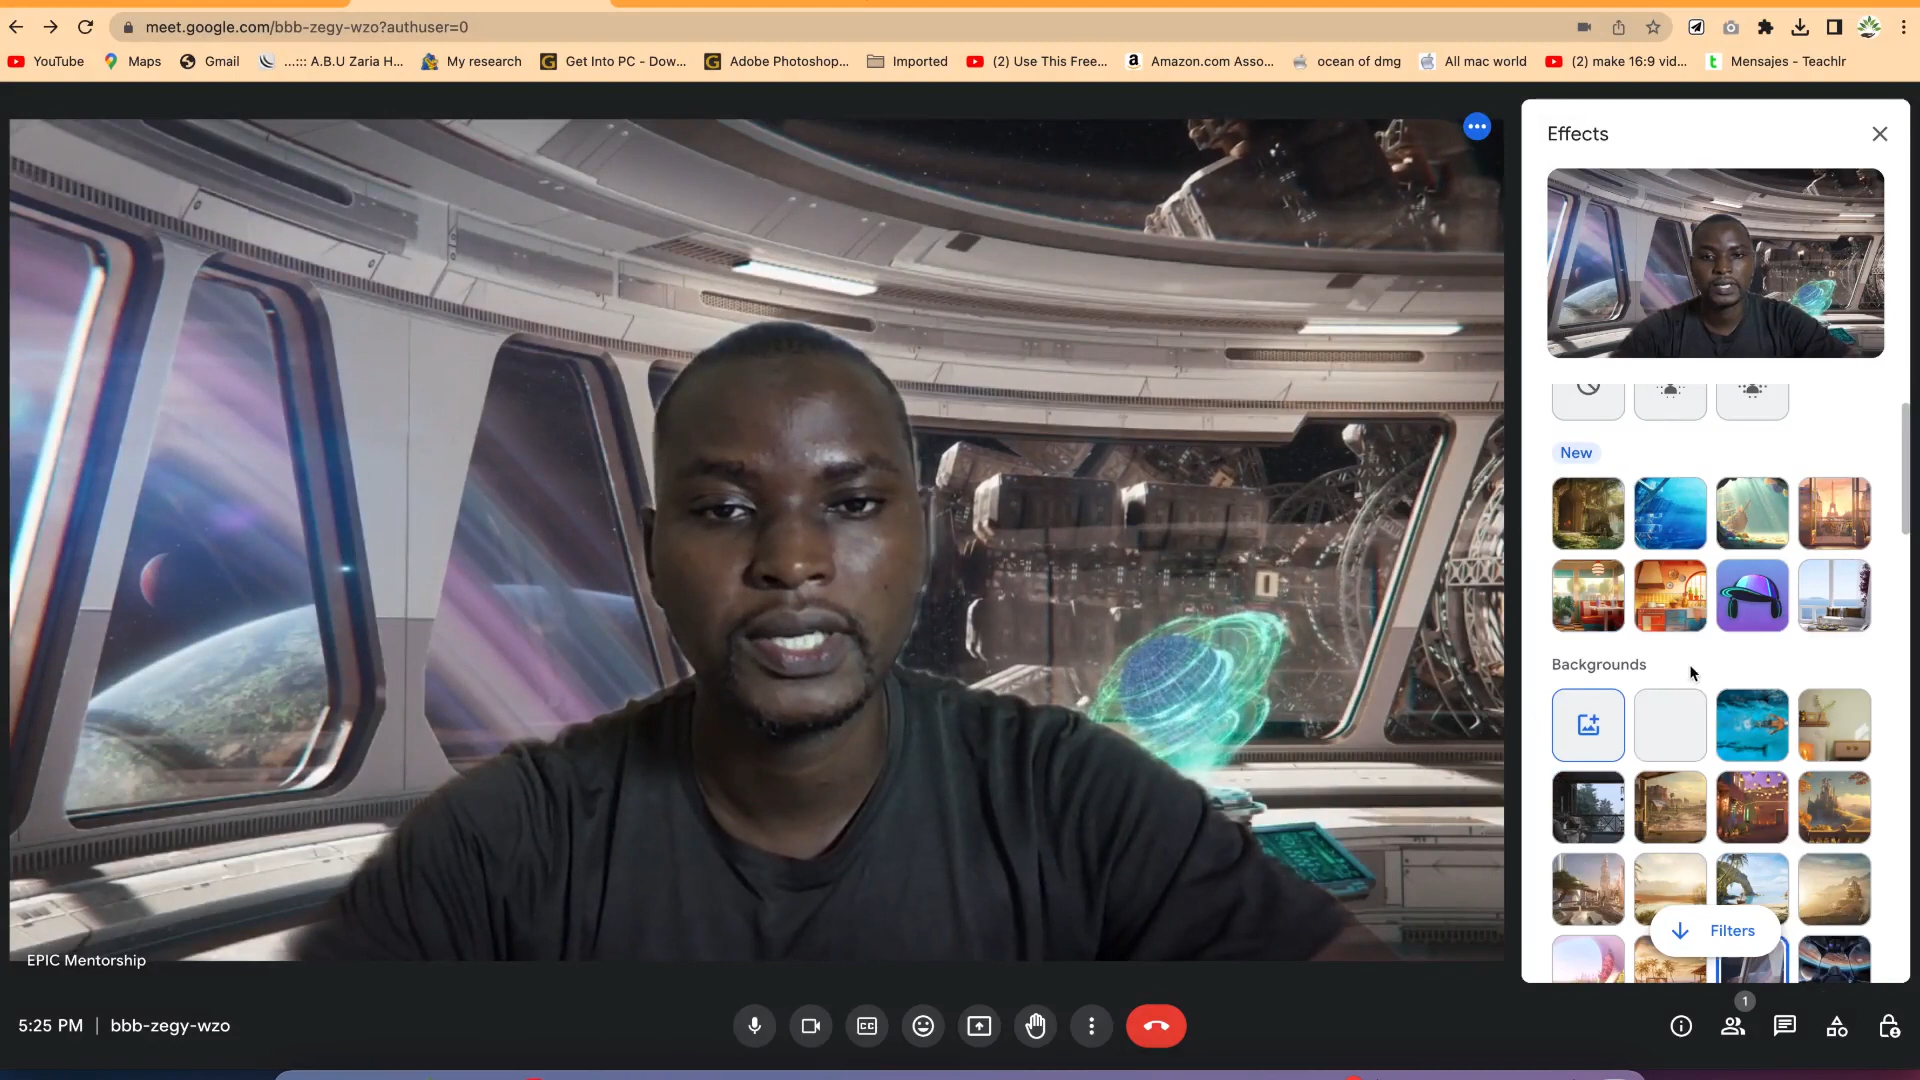 meet.google.com/bbb-zegy-wzo?authuser=0
YouTube
Maps
Gmail
...::: A.B.U Zaria H...
My research
Get Into PC - Dow...
Adobe Photoshop...
Imported
(2) Use This Free...
Amazon.com Asso...
ocean of dmg
All mac world
(2) make 16:9 vid...
Mensajes - Teachlr
Effects
New
Backgrounds
Filters
EPIC Mentorship
5:25 PM | bbb-zegy-wzo
CC
1